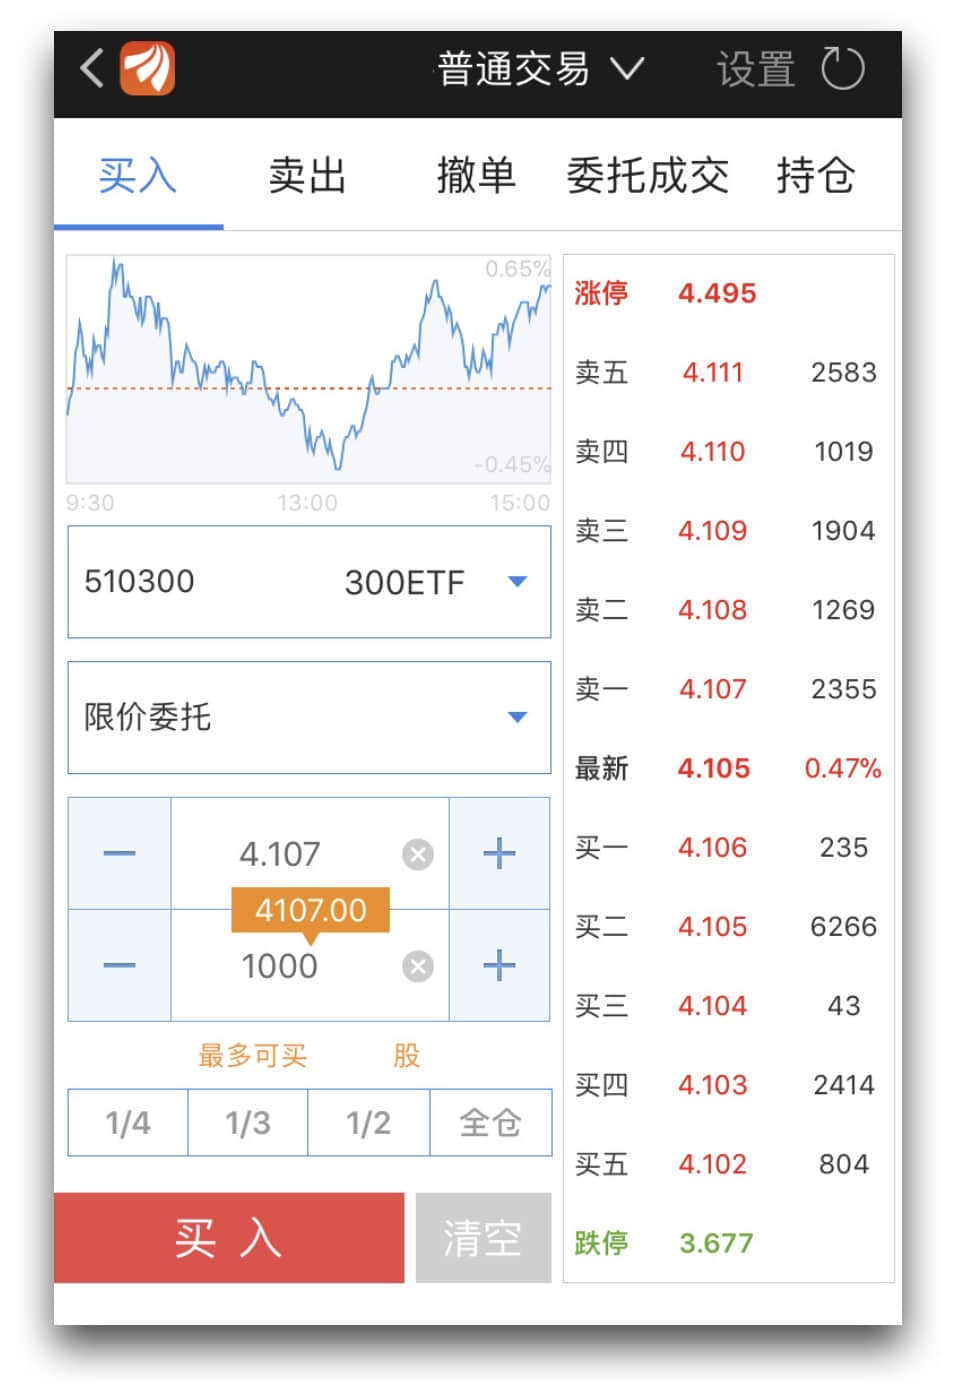 普通交易 设置
买入 卖出 撤单 委托成交 持仓
0.65%
-0.45%
9:30 13:00 15:00
510300 300ETF
限价委托
4.107
4107.00
1000
最多可买 股
1/4 1/3 1/2 全仓
买 入 清空
涨停 4.495
卖五 4.111 2583
卖四 4.110 1019
卖三 4.109 1904
卖二 4.108 1269
卖一 4.107 2355
最新 4.105 0.47%
买一 4.106 235
买二 4.105 6266
买三 4.104 43
买四 4.103 2414
买五 4.102 804
跌停 3.677